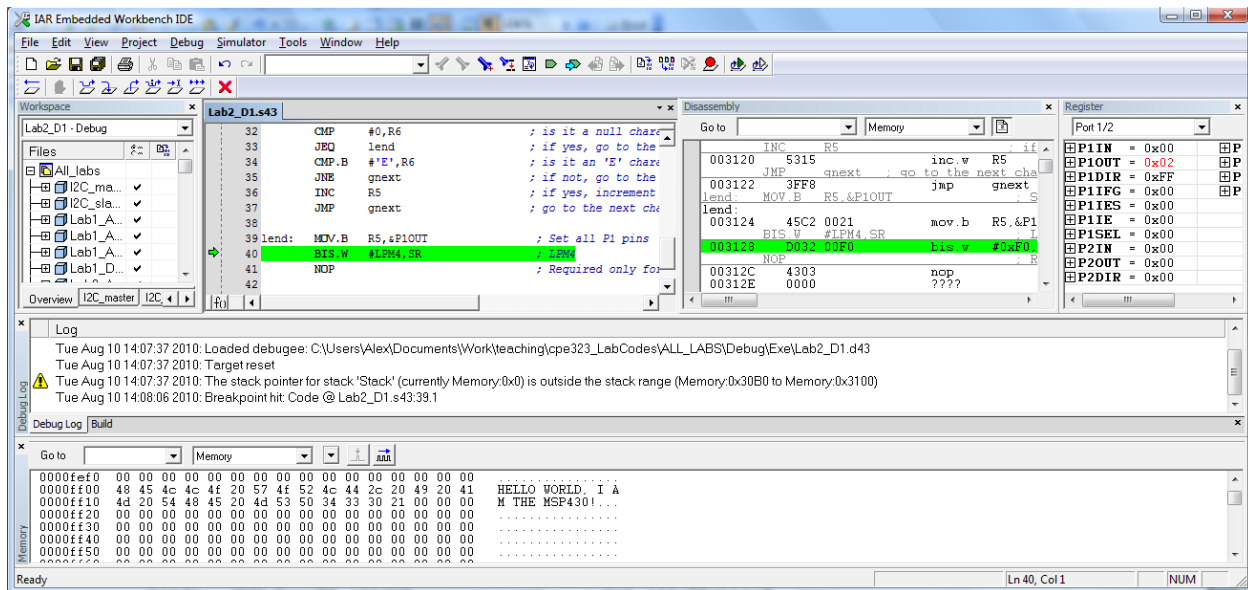 IAR Embedded Workbench IDE
File Edit View Project Debug Simulator Tools Window Help
Workspace
Lab2_D1 - Debug
Files
All_labs
I2C_ma...
I2C_sla...
Lab1_A...
Lab1_A...
Lab1_A...
Lab1_D...
Overview I2C_master I2C
Lab2_D1.s43
32 CMP #0,R6 ; is it a null chara
33 JEQ lend ; if yes, go to the
34 CMP.B #'E',R6 ; is it an 'E' chara
35 JNE gnext ; if not, go to the
36 INC R5 ; if yes, increment
37 JMP gnext ; go to the next cha
38
39 lend: MOV.B R5,&P1OUT ; Set all P1 pins
40 BIS.W #LPM4,SR ; LPM4
41 NOP ; Required only for
42
f()
Disassembly
Go to Memory
INC R5 ; if
003120 5315 inc.w R5
JMP gnext ; go to the next cha
003122 3FF8 jmp gnext
lend: MOV.B R5,&P1OUT ; S
lend:
003124 45C2 0021 mov.b R5,&P1
BIS.W #LPM4,SR ; L
003128 D032 00F0 bis.w #0xF0,
NOP ; R
00312C 4303 nop
00312E 0000 ????
Register
Port 1/2
P1IN = 0x00 P
P1OUT = 0x02 P
P1DIR = 0xFF P
P1IFG = 0x00 P
P1IES = 0x00
P1IE = 0x00
P1SEL = 0x00
P2IN = 0x00
P2OUT = 0x00
P2DIR = 0x00
Log
Tue Aug 10 14:07:37 2010: Loaded debugee: C:\Users\Alex\Documents\Work\teaching\cpe323_LabCodes\ALL_LABS\Debug\Exe\Lab2_D1.d43
Tue Aug 10 14:07:37 2010: Target reset
Tue Aug 10 14:07:37 2010: The stack pointer for stack 'Stack' (currently Memory:0x0) is outside the stack range (Memory:0x30B0 to Memory:0x3100)
Tue Aug 10 14:08:06 2010: Breakpoint hit: Code @ Lab2_D1.s43:39.1
Debug Log
Debug Log Build
Go to Memory
0000fef0 00 00 00 00 00 00 00 00 00 00 00 00 00 00 00 00 ................
0000ff00 48 45 4c 4c 4f 20 57 4f 52 4c 44 2c 20 49 20 41 HELLO WORLD, I A
0000ff10 4d 20 54 48 45 20 4d 53 50 34 33 30 21 00 00 00 M THE MSP430!...
0000ff20 00 00 00 00 00 00 00 00 00 00 00 00 00 00 00 00 ................
0000ff30 00 00 00 00 00 00 00 00 00 00 00 00 00 00 00 00 ................
0000ff40 00 00 00 00 00 00 00 00 00 00 00 00 00 00 00 00 ................
0000ff50 00 00 00 00 00 00 00 00 00 00 00 00 00 00 00 00 ................
Memory
Ready Ln 40, Col 1 NUM